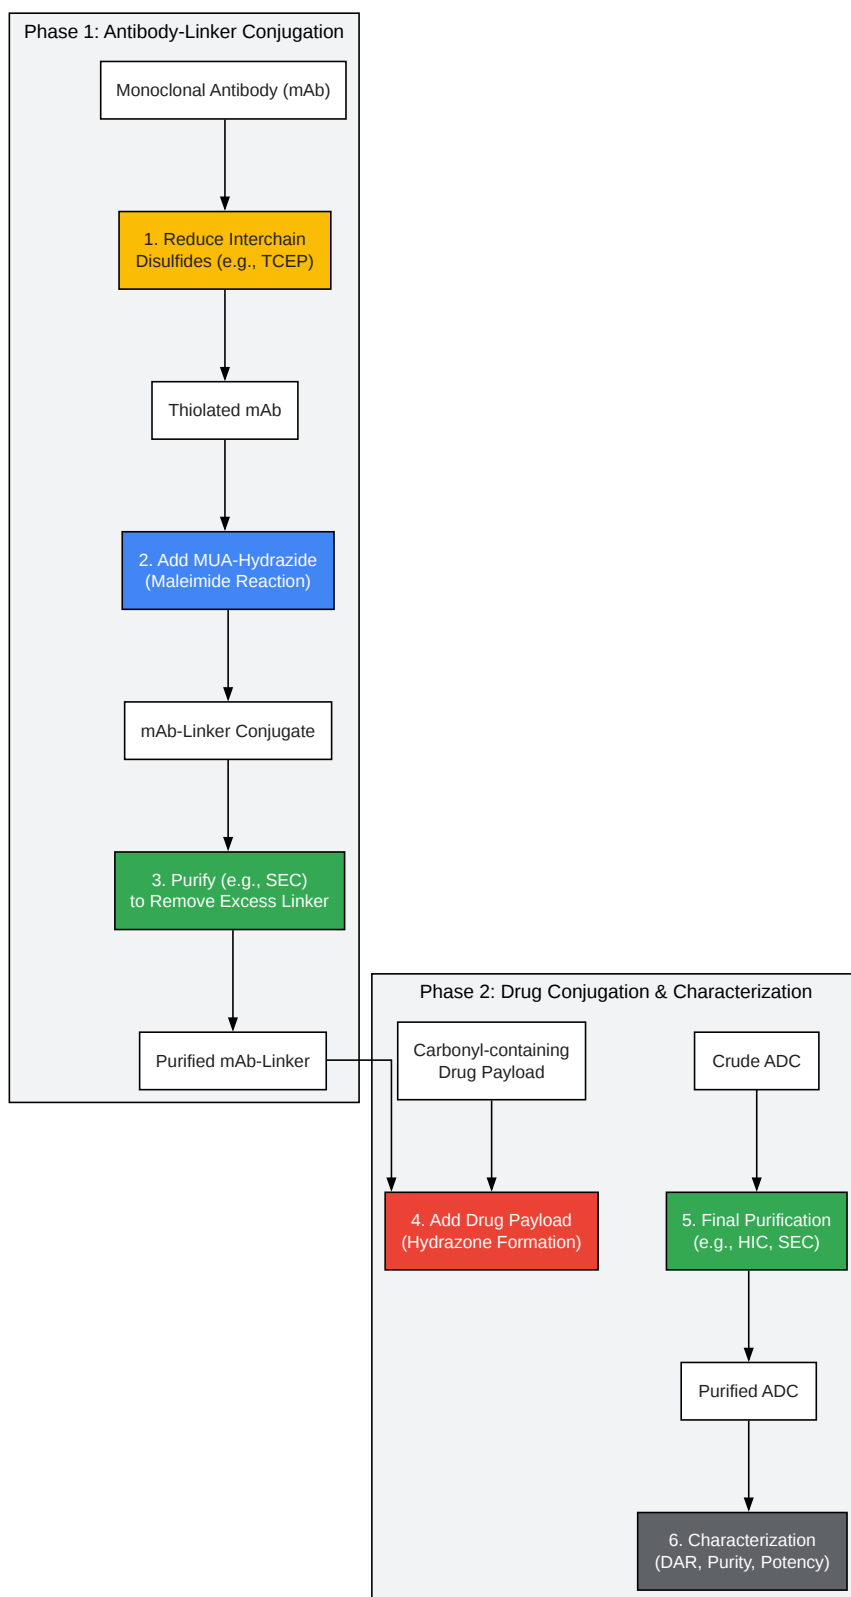 Phase 1: Antibody-Linker Conjugation
Monoclonal Antibody (mAb)
1. Reduce Interchain
Disulfides (e.g., TCEP)
Thiolated mAb
2. Add MUA-Hydrazide
(Maleimide Reaction)
mAb-Linker Conjugate
3. Purify (e.g., SEC)
to Remove Excess Linker
Purified mAb-Linker
Phase 2: Drug Conjugation & Characterization
Carbonyl-containing
Drug Payload
4. Add Drug Payload
(Hydrazone Formation)
Crude ADC
5. Final Purification
(e.g., HIC, SEC)
Purified ADC
6. Characterization
(DAR, Purity, Potency)